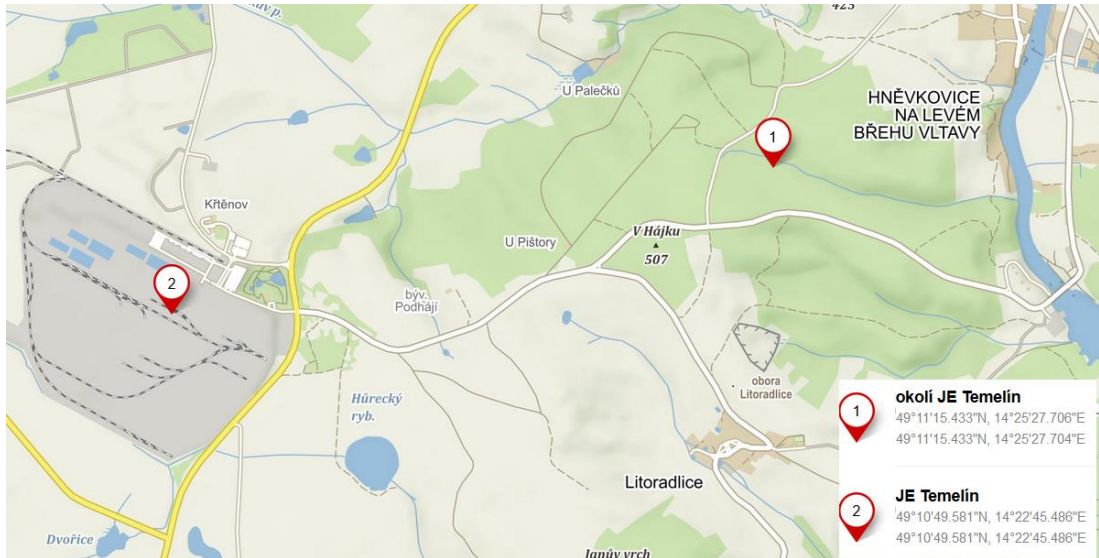 423
U Palečků
HNĚVKOVICE
NA LEVÉM
BŘEHU VLTAVY
1
Křtěnov
U Pištory
V Hájku
507
2
býv.
Podhájí
Hůrecký
ryb.
obora
Litoradlice
Litoradlice
Dvořice
Janův vrch
1
okolí JE Temelín
49°11'15.433"N, 14°25'27.706"E
49°11'15.433"N, 14°25'27.704"E
2
JE Temelín
49°10'49.581"N, 14°22'45.486"E
49°10'49.581"N, 14°22'45.486"E